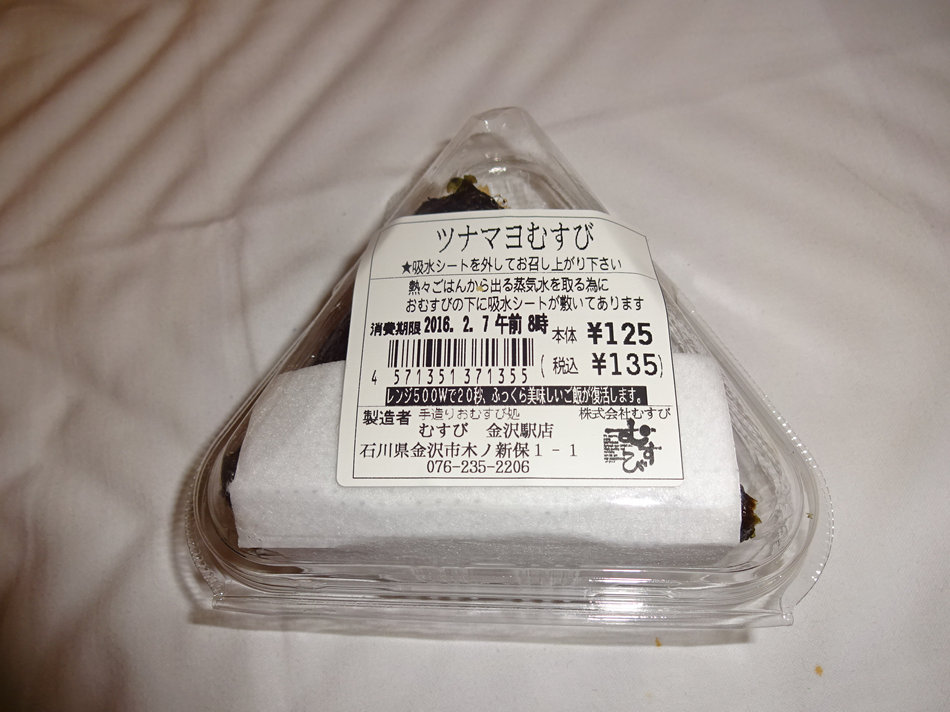 ツナマヨむすび
★吸水シートを外してお召し上がり下さい
熱々ごはんから出る蒸気水を取る為に
おむすびの下に吸水シートが敷いてあります
消費期限 2016. 2. 7 午前 8時 本体 ¥125
(税込 ¥135)
4 571351 371355
レンジ500Wで20秒、ふっくら美味しいご飯が復活します。
製造者 手造りおむすび処 株式会社むすび
むすび 金沢駅店
むすび
石川県金沢市木ノ新保1-1
076-235-2206